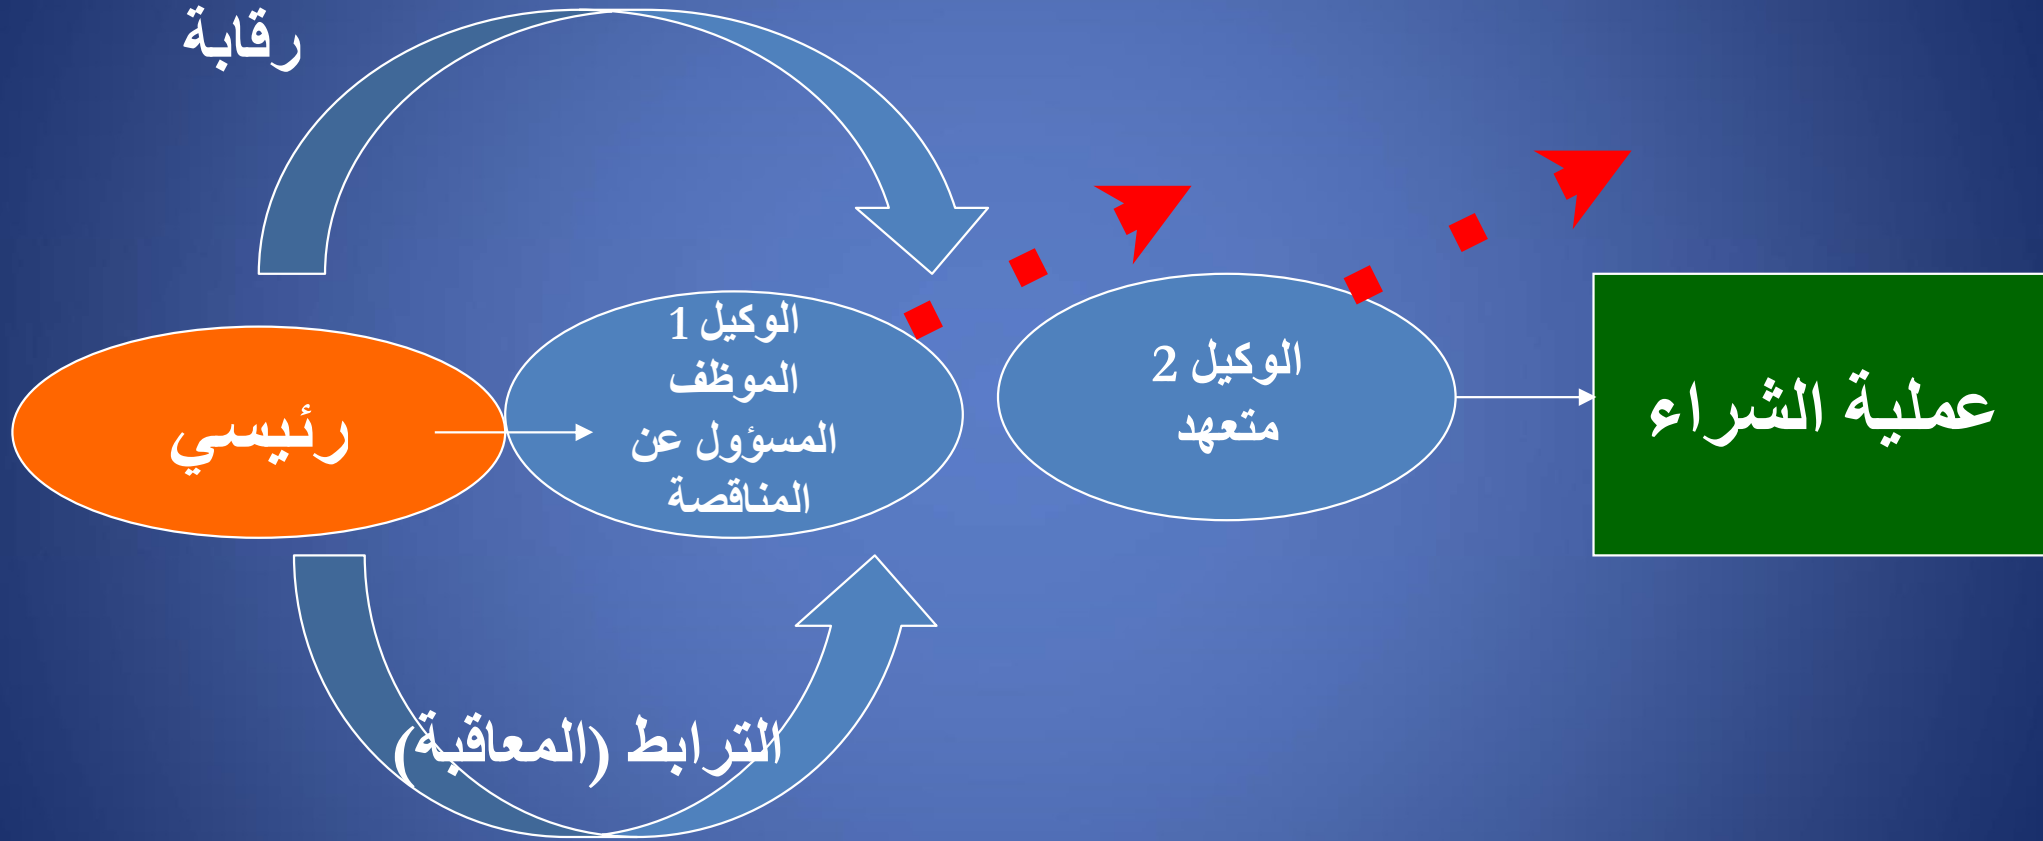 رقابة
رئيسي
الوكيل 1
الموظف
المسؤول عن
المناقصة
الوكيل 2
متعهد
عملية الشراء
الترابط (المعاقبة)